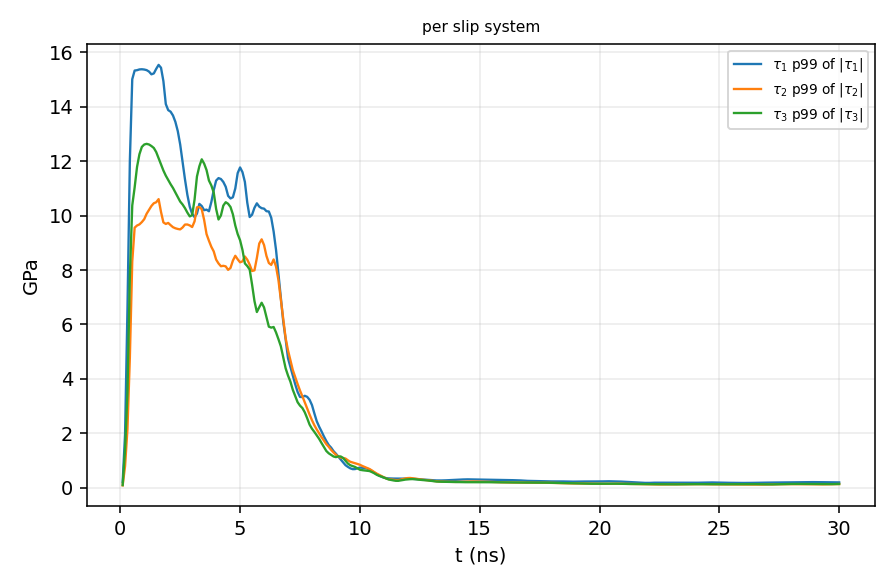 per slip system
τ₁ p99 of |τ₁|
τ₂ p99 of |τ₂|
τ₃ p99 of |τ₃|
GPa
16
14
12
10
8
6
4
2
0
0 5 10 15 20 25 30
t (ns)